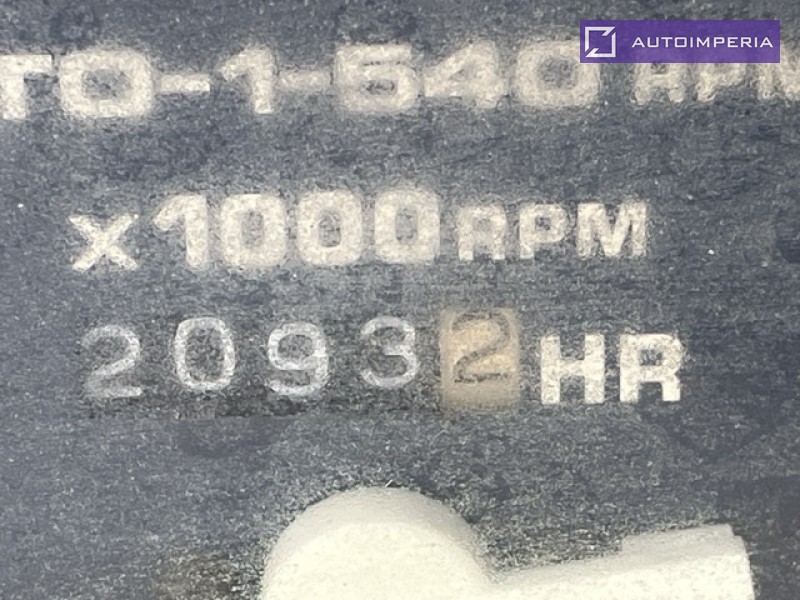 AUTOIMPERIA
TO-1-540 RPM
x1000RPM
20932HR